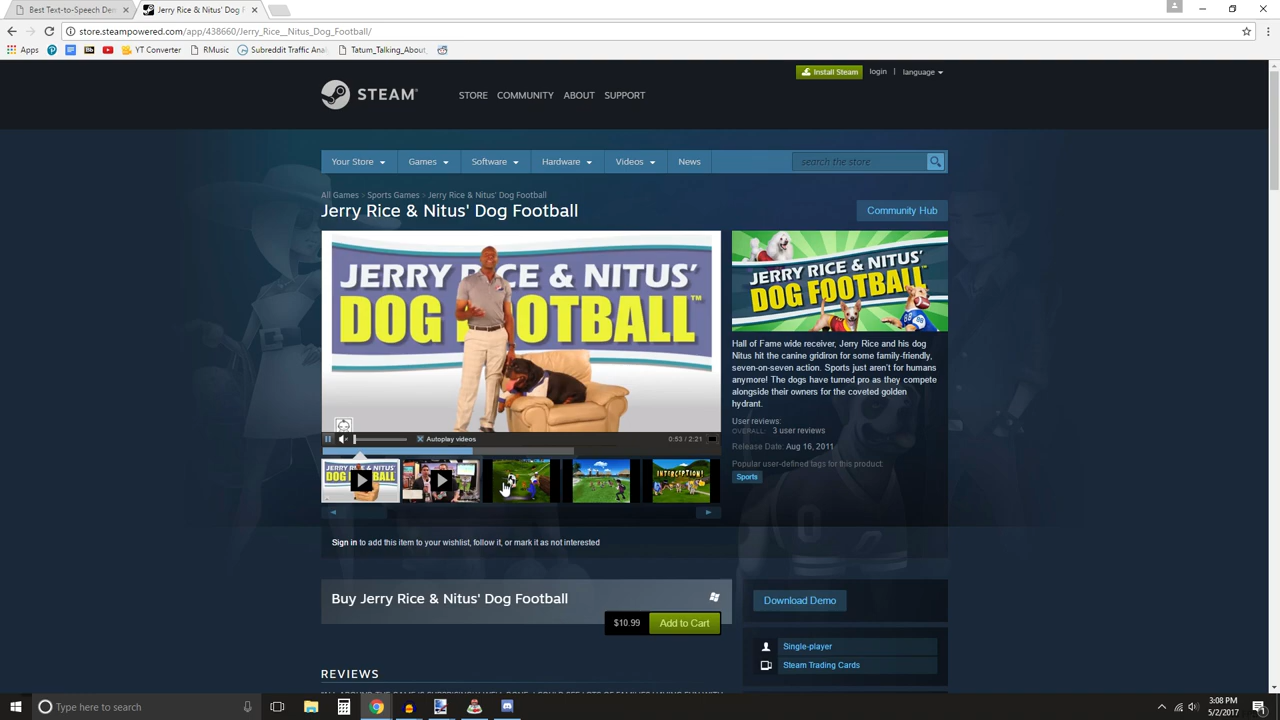 Best Text-to-Speech Dem
Jerry Rice & Nitus' Dog F
store.steampowered.com/app/438660/Jerry_Rice__Nitus_Dog_Football/
Apps
YT Converter
RMusic
Subreddit Traffic Anal
Tatum_Talking_About_
Install Steam
login
language
STEAM
STORE COMMUNITY ABOUT SUPPORT
Your Store
Games
Software
Hardware
Videos
News
search the store
All Games > Sports Games > Jerry Rice & Nitus' Dog Football
Jerry Rice & Nitus' Dog Football
Community Hub
JERRY RICE & NITUS'
DOG FOOTBALL™
JERRY RICE & NITUS'
DOG FOOTBALL™
Hall of Fame wide receiver, Jerry Rice and his dog
Nitus hit the canine gridiron for some family-friendly,
seven-on-seven action. Sports just aren't for humans
anymore! The dogs have turned pro as they compete
alongside their owners for the coveted golden
hydrant.
User reviews:
OVERALL: 3 user reviews
Release Date: Aug 16, 2011
Popular user-defined tags for this product:
Sports
Autoplay videos
0:53 / 2:21
INTERCEPTION!
Sign in to add this item to your wishlist, follow it, or mark it as not interested
Buy Jerry Rice & Nitus' Dog Football
$10.99
Add to Cart
Download Demo
Single-player
Steam Trading Cards
REVIEWS
Type here to search
3:08 PM
5/2/2017